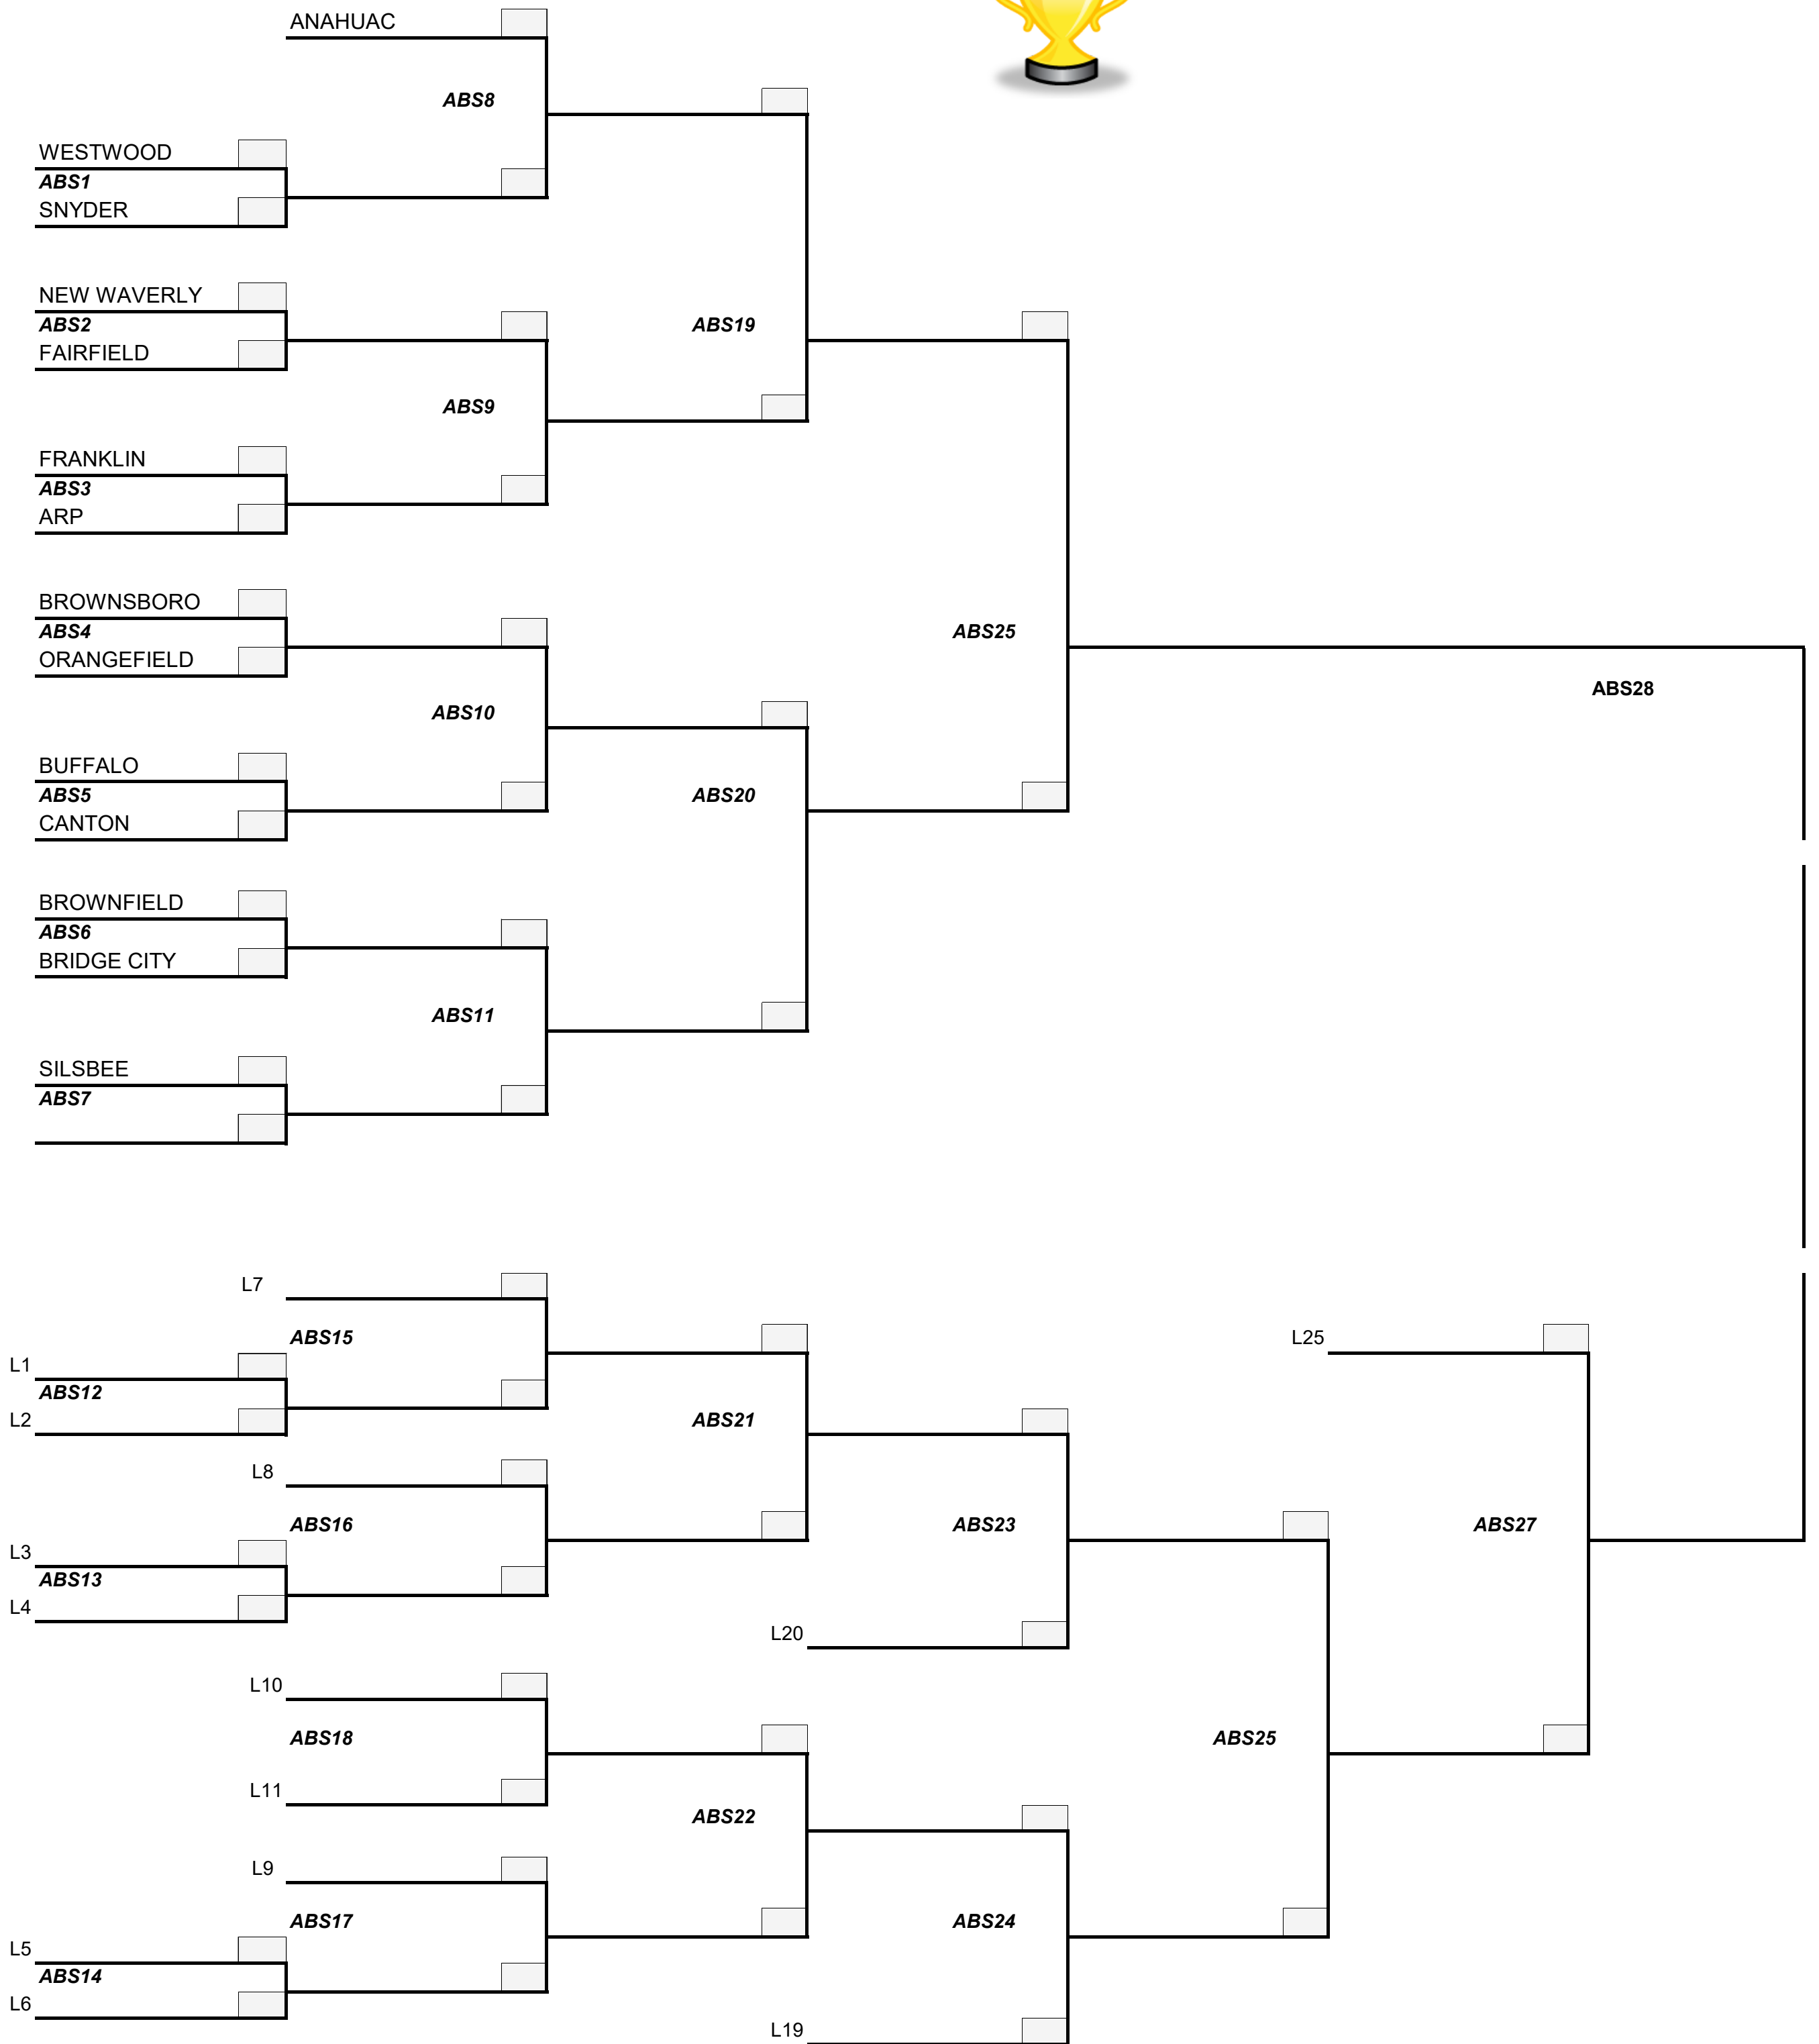 ANAHUAC
ABS8
WESTWOOD
ABS1
SNYDER
NEW WAVERLY
ABS2
FAIRFIELD
ABS19
ABS9
FRANKLIN
ABS3
ARP
BROWNSBORO
ABS4
ORANGEFIELD
ABS25
ABS28
ABS10
BUFFALO
ABS5
CANTON
ABS20
BROWNFIELD
ABS6
BRIDGE CITY
ABS11
SILSBEE
ABS7
L7
ABS15
L25
L1
ABS12
L2
ABS21
L8
ABS16
ABS23
ABS27
L3
ABS13
L4
L20
L10
ABS18
ABS25
L11
ABS22
L9
ABS17
ABS24
L5
ABS14
L6
L19